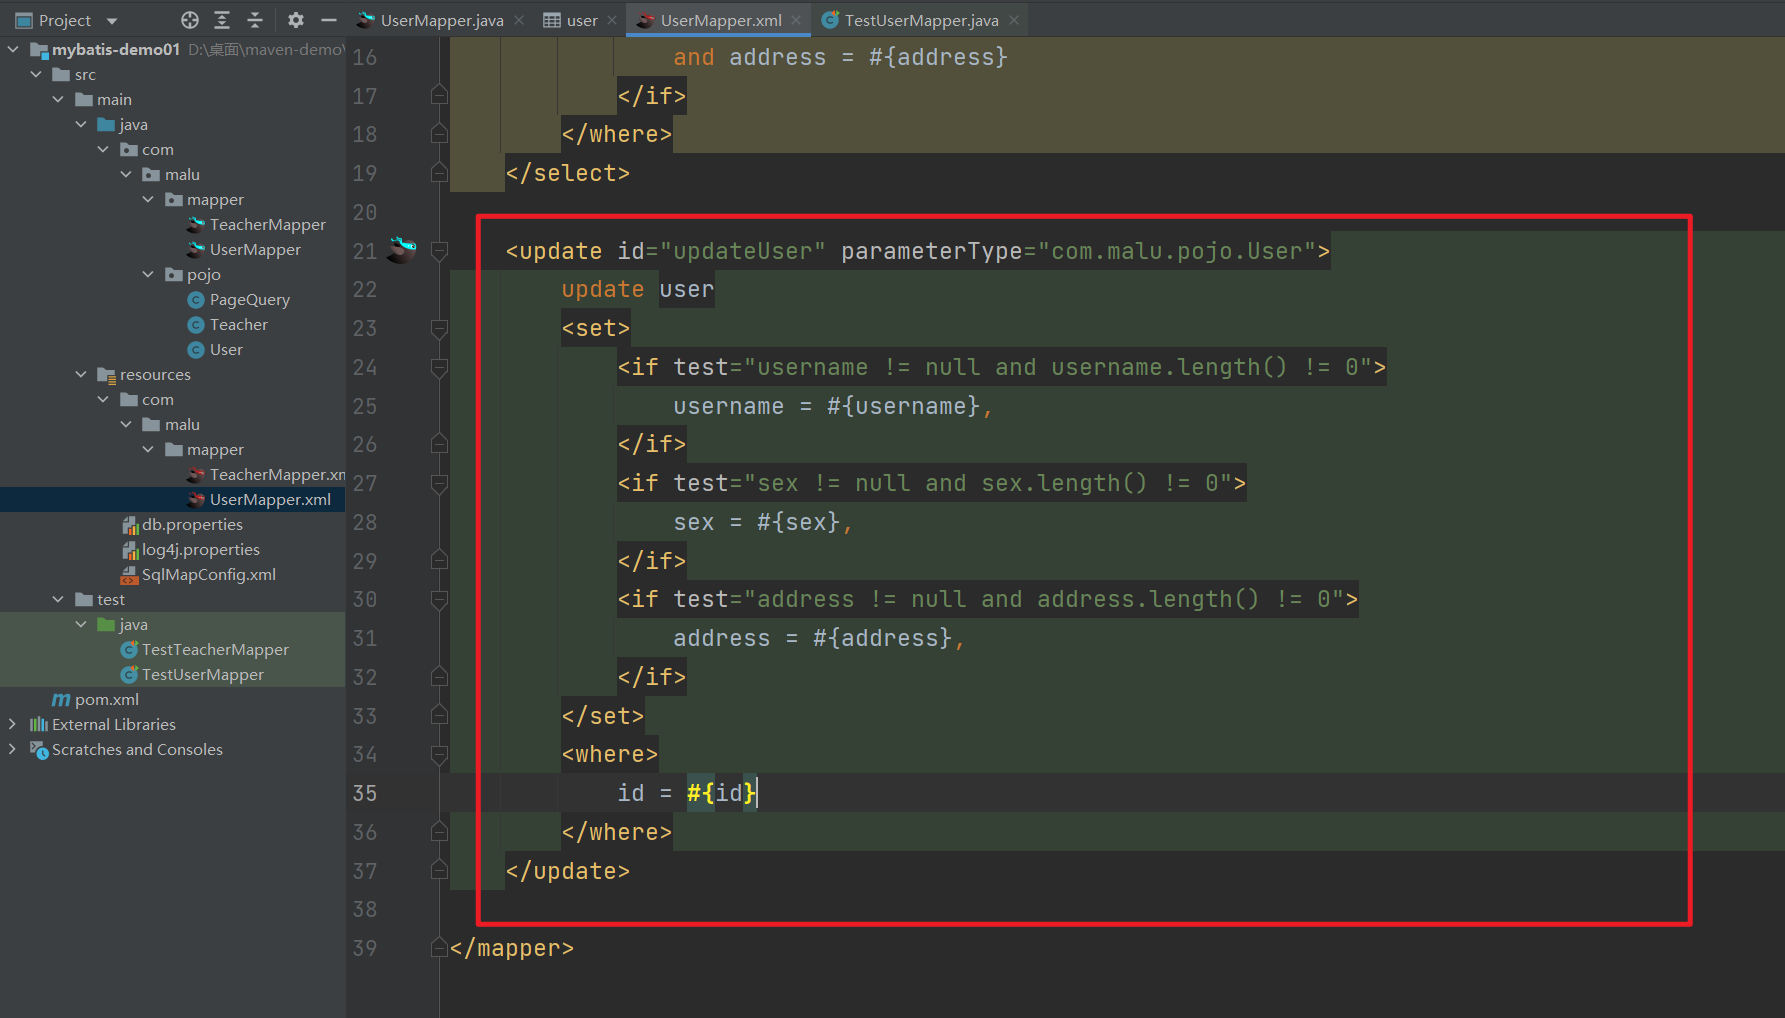 Project
UserMapper.java
user
UserMapper.xml
TestUserMapper.java
mybatis-demo01 D:\桌面\maven-demo\
src
main
java
com
malu
mapper
TeacherMapper
UserMapper
pojo
PageQuery
Teacher
User
resources
com
malu
mapper
TeacherMapper.xm
UserMapper.xml
db.properties
log4j.properties
SqlMapConfig.xml
test
java
TestTeacherMapper
TestUserMapper
pom.xml
External Libraries
Scratches and Consoles
16 and address = #{address}
17 </if>
18 </where>
19 </select>
20
21 <update id="updateUser" parameterType="com.malu.pojo.User">
22 update user
23 <set>
24 <if test="username != null and username.length() != 0">
25 username = #{username},
26 </if>
27 <if test="sex != null and sex.length() != 0">
28 sex = #{sex},
29 </if>
30 <if test="address != null and address.length() != 0">
31 address = #{address},
32 </if>
33 </set>
34 <where>
35 id = #{id}
36 </where>
37 </update>
38
39 </mapper>